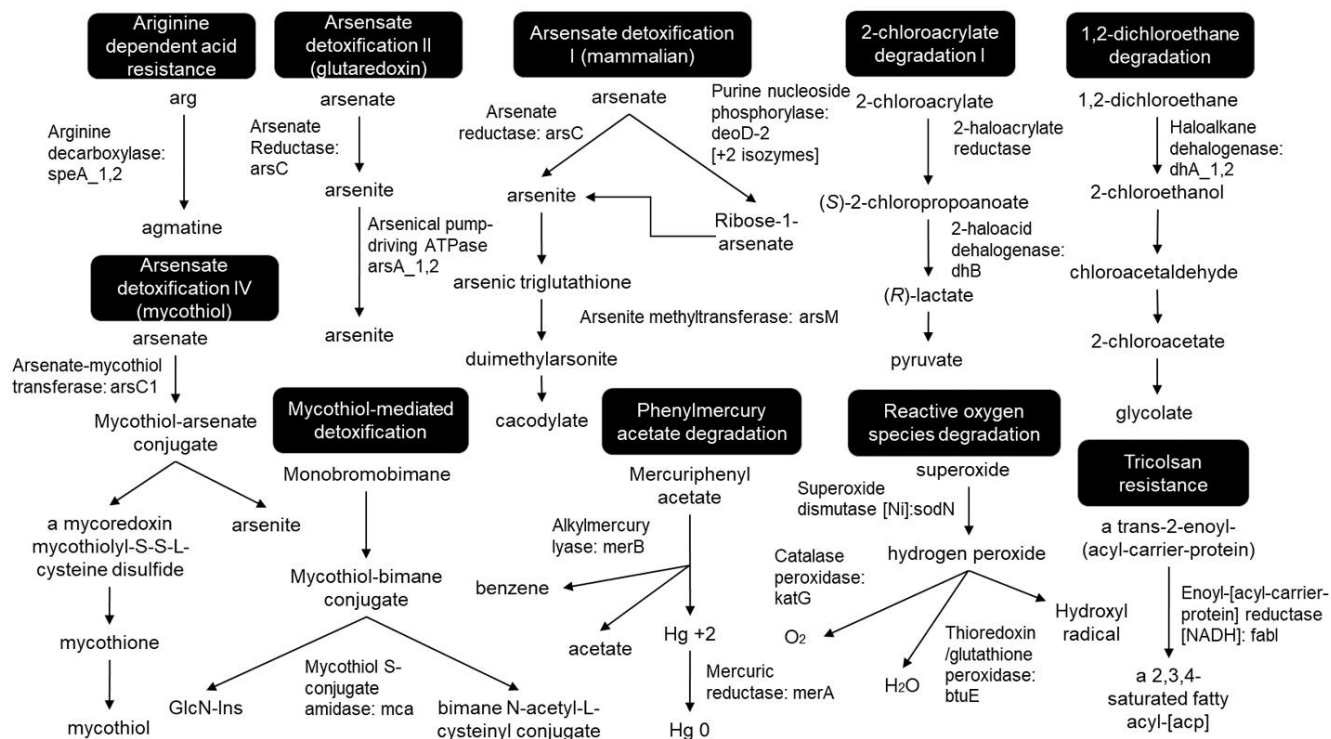 Ariginine
dependent acid
resistance
arg
Arginine
decarboxylase:
speA_1,2
agmatine
Arsensate
detoxification II
(glutaredoxin)
arsenate
Arsenate
Reductase:
arsC
arsenite
Arsenical pump-
driving ATPase
arsA_1,2
arsenite
Arsensate detoxification
I (mammalian)
arsenate
Arsenate
reductase: arsC
Purine nucleoside
phosphorylase:
deoD-2
[+2 isozymes]
arsenite
Ribose-1-
arsenate
arsenic triglutathione
Arsenite methyltransferase: arsM
duimethylarsonite
cacodylate
2-chloroacrylate
degradation I
2-chloroacrylate
2-haloacrylate
reductase
(S)-2-chloropropoanoate
2-haloacid
dehalogenase:
dhB
(R)-lactate
pyruvate
1,2-dichloroethane
degradation
1,2-dichloroethane
Haloalkane
dehalogenase:
dhA_1,2
2-chloroethanol
chloroacetaldehyde
2-chloroacetate
glycolate
Arsensate
detoxification IV
(mycothiol)
arsenate
Arsenate-mycothiol
transferase: arsC1
Mycothiol-arsenate
conjugate
a mycoredoxin
mycothiolyl-S-S-L-
cysteine disulfide
arsenite
mycothione
mycothiol
Mycothiol-mediated
detoxification
Monobromobimane
Mycothiol-bimane
conjugate
Mycothiol S-
conjugate
amidase: mca
GlcN-Ins
bimane N-acetyl-L-
cysteinyl conjugate
Phenylmercury
acetate degradation
Mercuriphenyl
acetate
Alkylmercury
lyase: merB
benzene
acetate
Hg +2
Mercuric
reductase: merA
Hg 0
Reactive oxygen
species degradation
superoxide
Superoxide
dismutase [Ni]:sodN
hydrogen peroxide
Catalase
peroxidase:
katG
O2
H2O
Thioredoxin
/glutathione
peroxidase:
btuE
Hydroxyl
radical
Tricolsan
resistance
a trans-2-enoyl-
(acyl-carrier-protein)
Enoyl-[acyl-carrier-
protein] reductase
[NADH]: fabI
a 2,3,4-
saturated fatty
acyl-[acp]